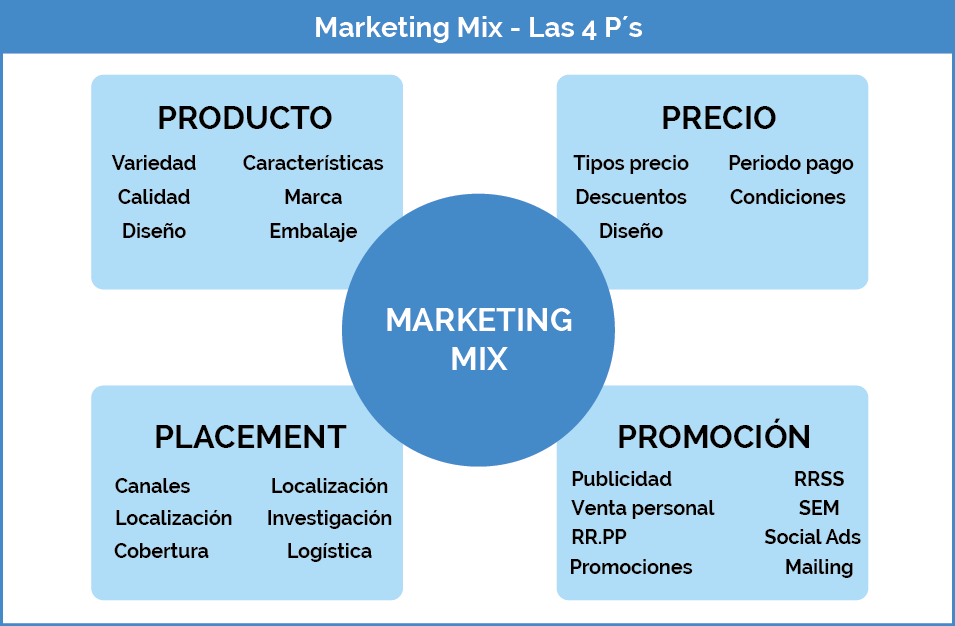 Marketing Mix - Las 4 P´s
PRODUCTO
Variedad Características
Calidad Marca
Diseño Embalaje
PRECIO
Tipos precio Periodo pago
Descuentos Condiciones
Diseño
MARKETING
MIX
PLACEMENT
Canales Localización
Localización Investigación
Cobertura Logística
PROMOCIÓN
Publicidad RRSS
Venta personal SEM
RR.PP Social Ads
Promociones Mailing